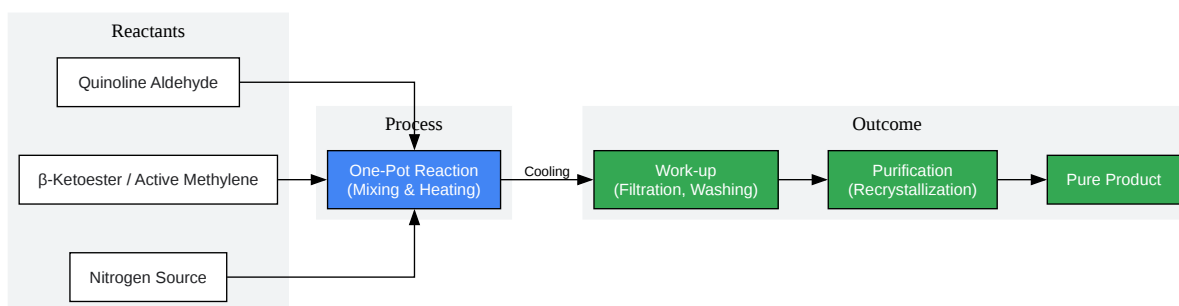 Reactants
Quinoline Aldehyde
Process
Outcome
β-Ketoester / Active Methylene
One-Pot Reaction
(Mixing & Heating)
Cooling
Work-up
(Filtration, Washing)
Purification
(Recrystallization)
Pure Product
Nitrogen Source